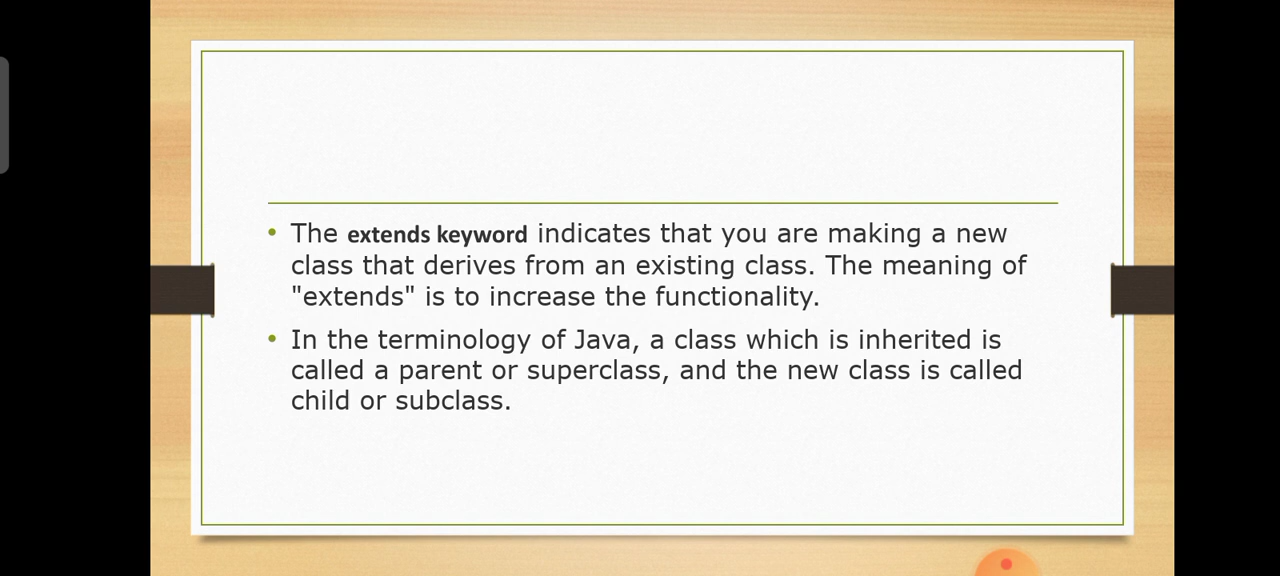 • The extends keyword indicates that you are making a new
class that derives from an existing class. The meaning of
"extends" is to increase the functionality.
• In the terminology of Java, a class which is inherited is
called a parent or superclass, and the new class is called
child or subclass.